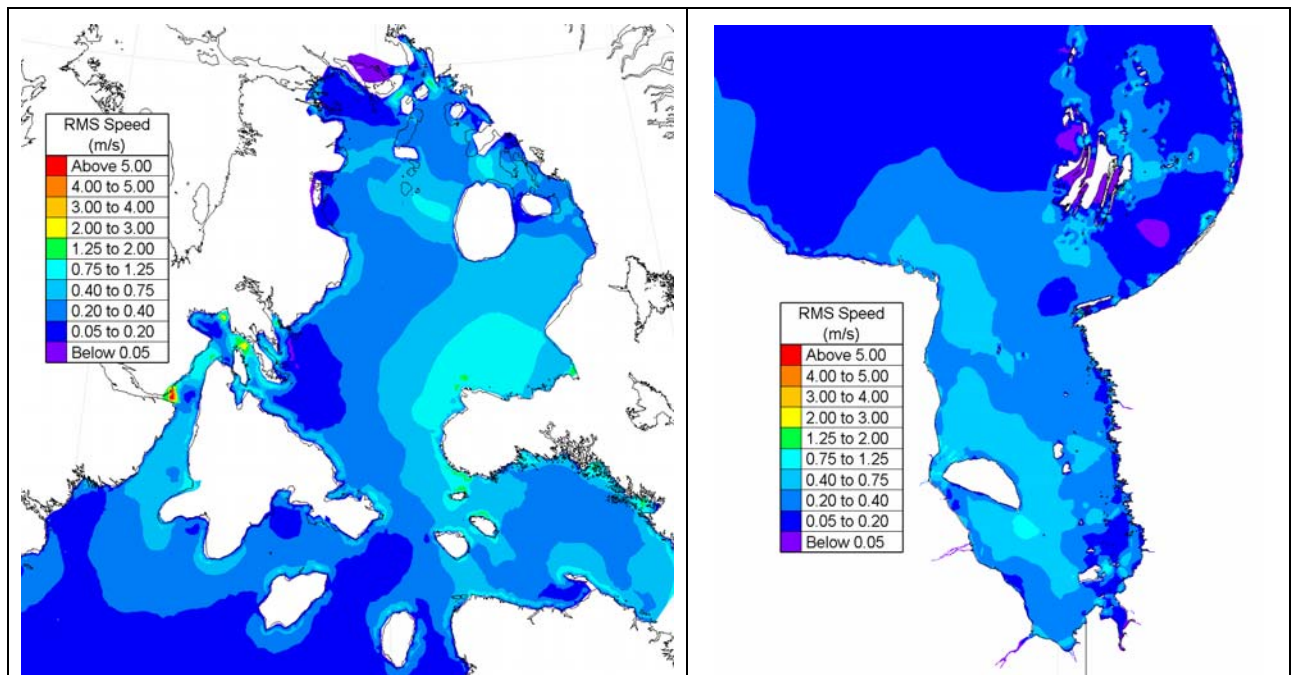 RMS Speed
(m/s)
Above 5.00
4.00 to 5.00
3.00 to 4.00
2.00 to 3.00
1.25 to 2.00
0.75 to 1.25
0.40 to 0.75
0.20 to 0.40
0.05 to 0.20
Below 0.05
RMS Speed
(m/s)
Above 5.00
4.00 to 5.00
3.00 to 4.00
2.00 to 3.00
1.25 to 2.00
0.75 to 1.25
0.40 to 0.75
0.20 to 0.40
0.05 to 0.20
Below 0.05